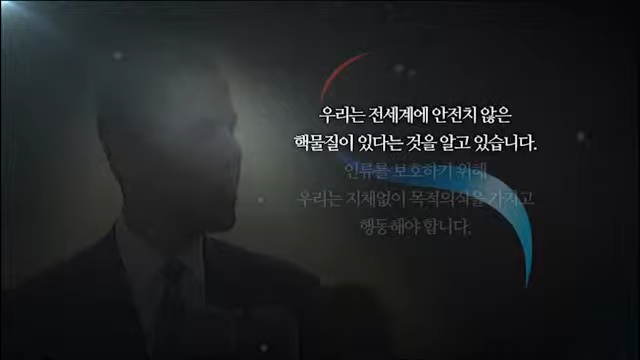 우리는 전세계에 안전치 않은
핵물질이 있다는 것을 알고 있습니다.
인류를 보호하기 위해
우리는 지체없이 목적의식을 가지고
행동해야 합니다.